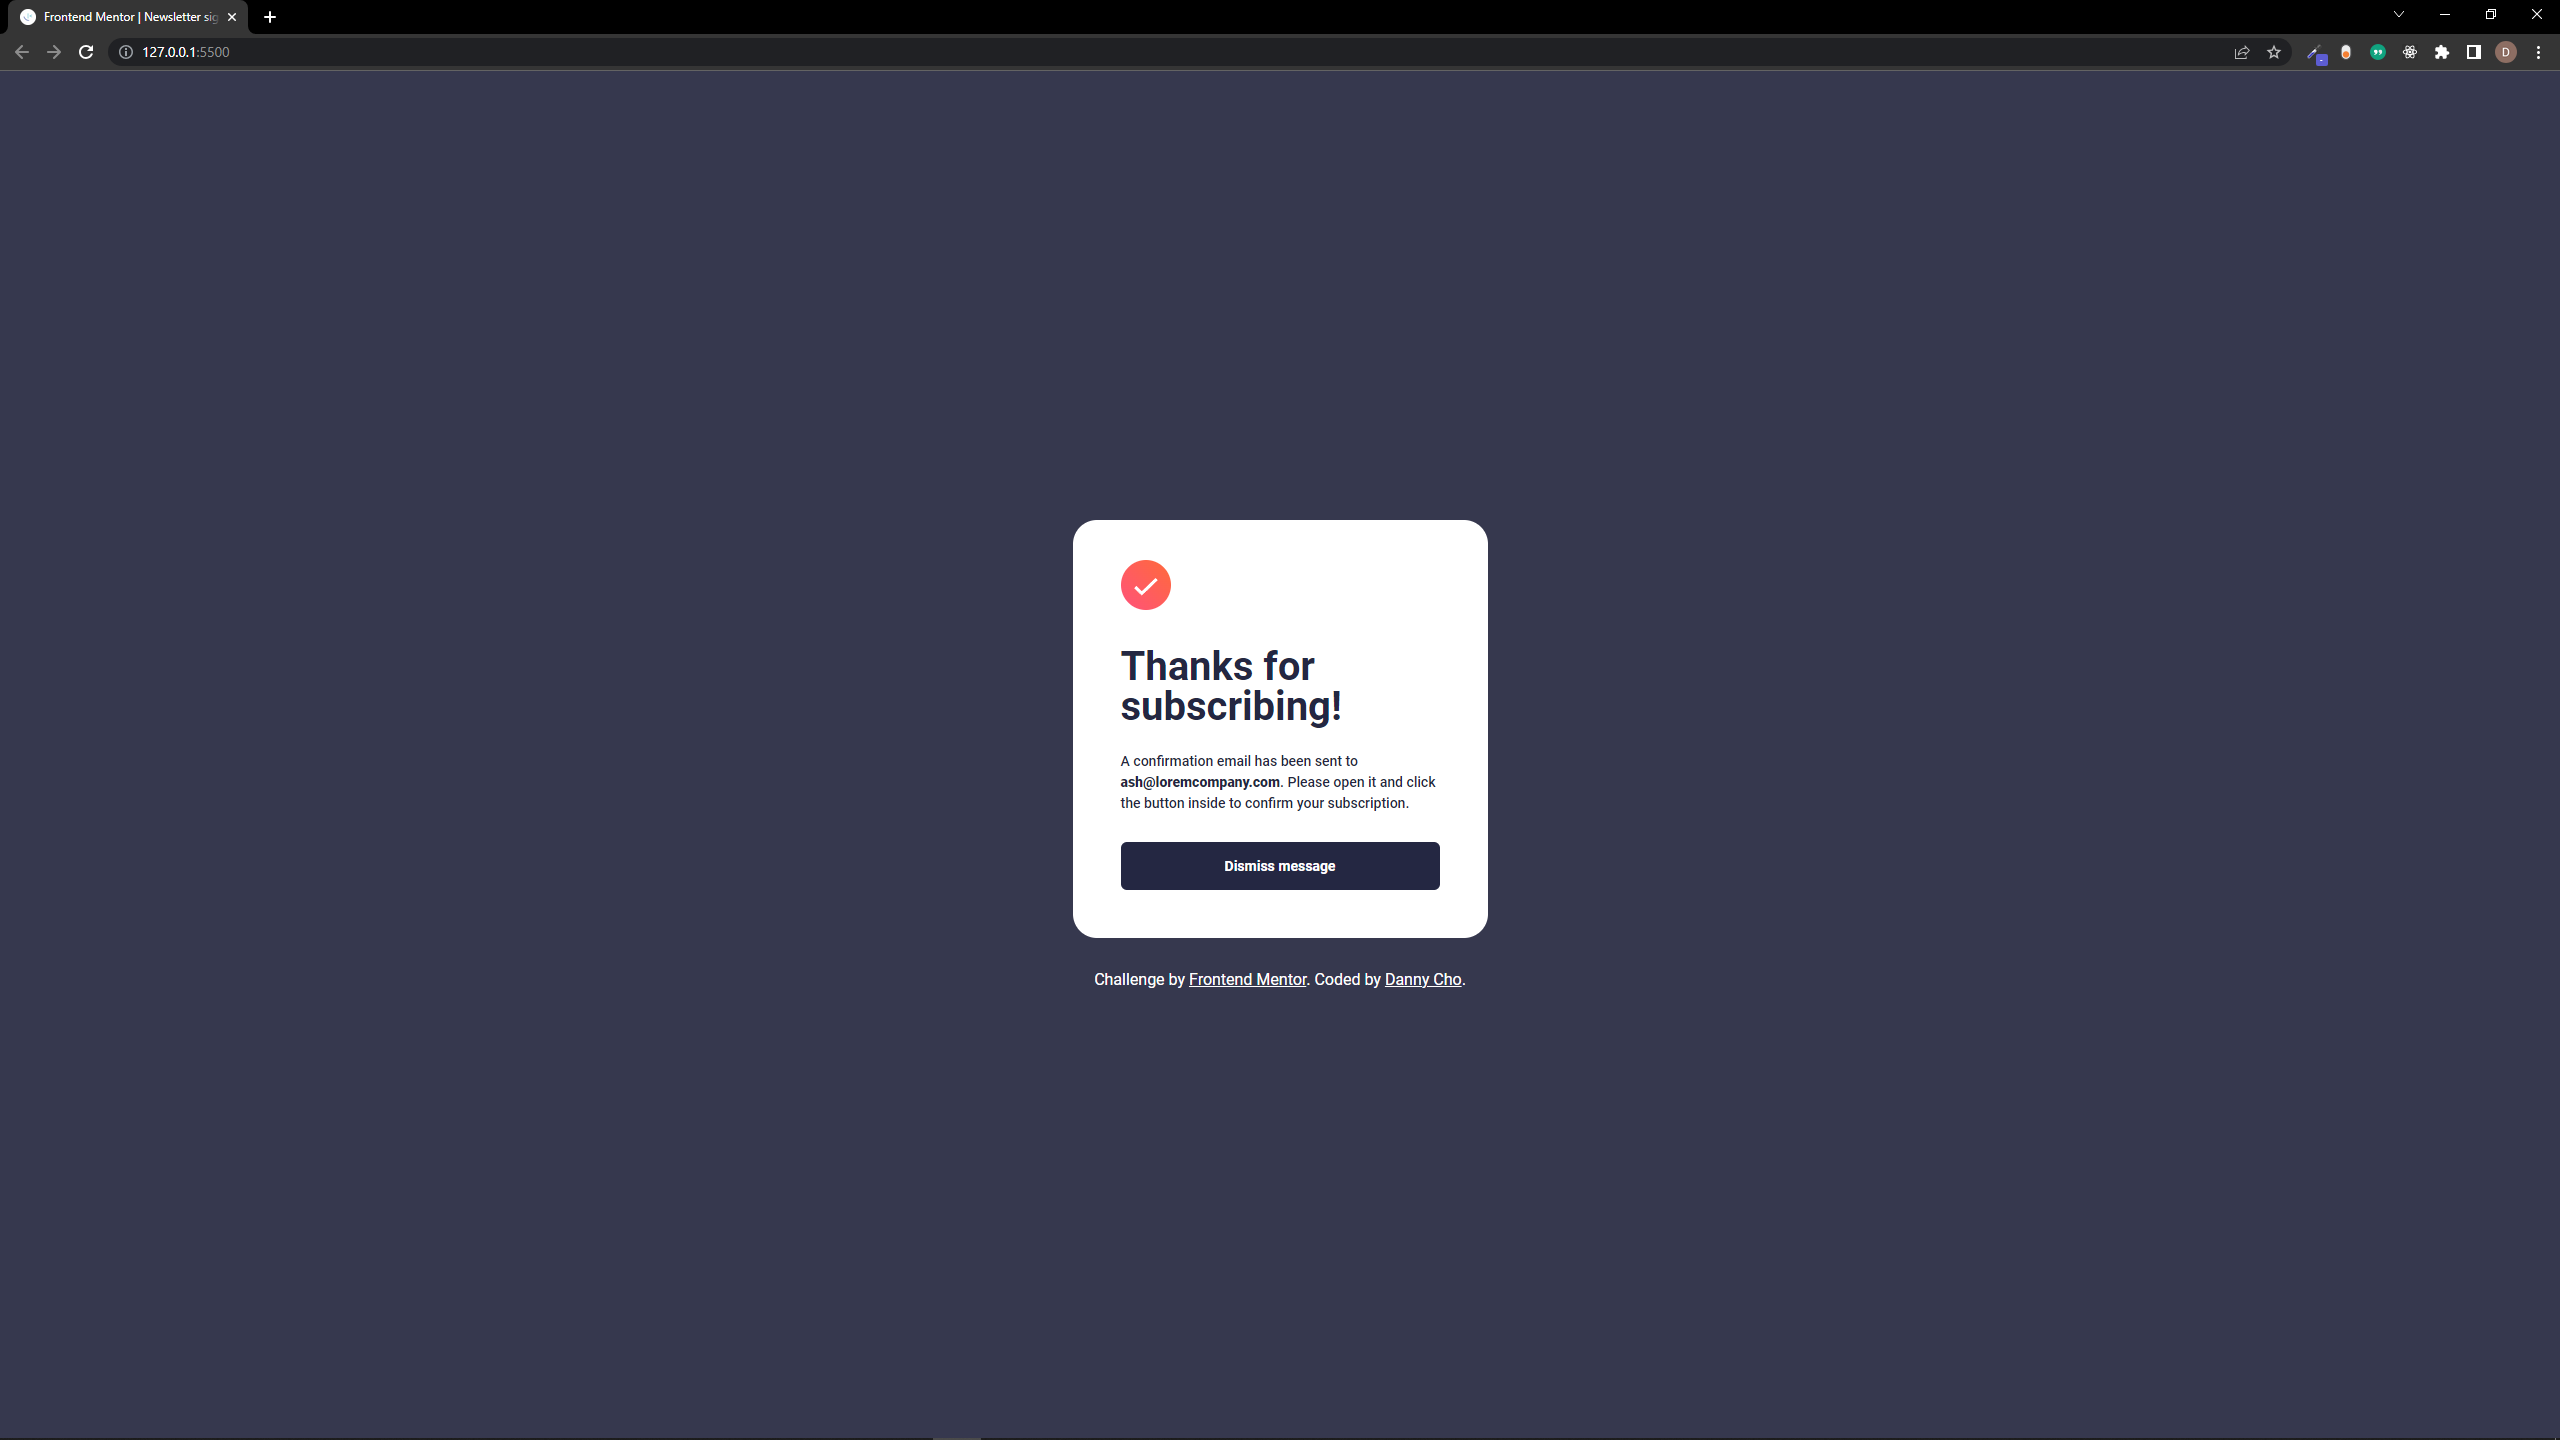 Frontend Mentor | Newsletter sig
127.0.0.1:5500
D
Thanks for
subscribing!
A confirmation email has been sent to
ash@loremcompany.com. Please open it and click
the button inside to confirm your subscription.
Dismiss message
Challenge by Frontend Mentor. Coded by Danny Cho.